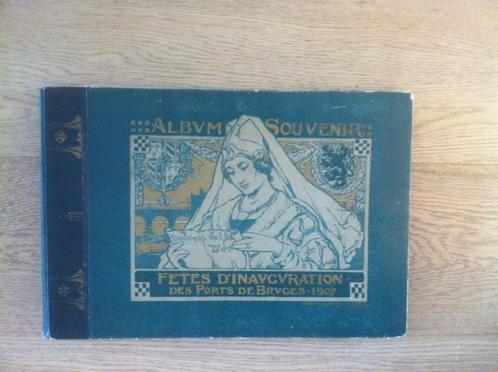 ALBVM SOUVENIR
FETES D'INAVGVRATION
DES PORTS DE BRVGES · 1907